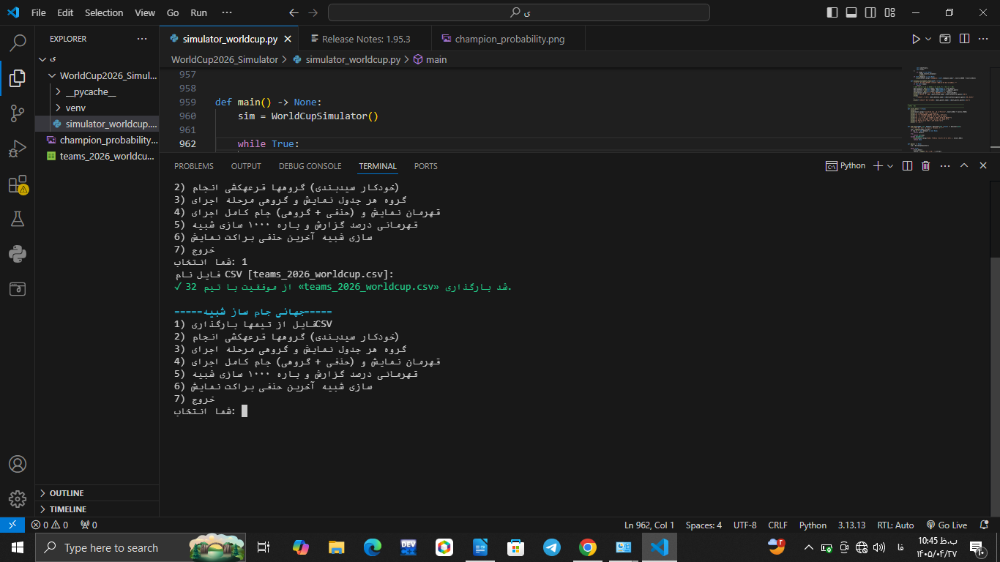 File Edit Selection View Go Run ···
ی
EXPLORER ···
ی
WorldCup2026_Simul...
__pycache__
venv
simulator_worldcup....
champion_probability...
teams_2026_worldcu...
OUTLINE
TIMELINE
simulator_worldcup.py
Release Notes: 1.95.3
champion_probability.png
WorldCup2026_Simulator > simulator_worldcup.py > main
957
958
959 def main() -> None:
960 sim = WorldCupSimulator()
961
962 while True:
PROBLEMS OUTPUT DEBUG CONSOLE TERMINAL PORTS
Python
2) انجام قرعهکشی گروهها (سیدبندی خودکار)
3) اجرای مرحله گروهی و نمایش جدول هر گروه
4) اجرای کامل جام (گروهی + حذفی) و نمایش قهرمان
5) شبیه سازی ۱۰۰۰ باره و گزارش درصد قهرمانی
6) نمایش براکت حذفی آخرین شبیه سازی
7) خروج
انتخاب شما: 1
نام فایل CSV [teams_2026_worldcup.csv]:
✓ 32 تیم با موفقیت از «teams_2026_worldcup.csv» بارگذاری شد.
=====شبیه ساز جام جهانی=====
1) بارگذاری تیمها از فایلCSV
2) انجام قرعهکشی گروهها (سیدبندی خودکار)
3) اجرای مرحله گروهی و نمایش جدول هر گروه
4) اجرای کامل جام (گروهی + حذفی) و نمایش قهرمان
5) شبیه سازی ۱۰۰۰ باره و گزارش درصد قهرمانی
6) نمایش براکت حذفی آخرین شبیه سازی
7) خروج
انتخاب شما:
0 0 0 Ln 962, Col 1 Spaces: 4 UTF-8 CRLF Python 3.13.13 RTL: Auto Go Live
Type here to search
DEV
فا
10:45 ب.ظ
۱۴۰۵/۰۴/۲۷